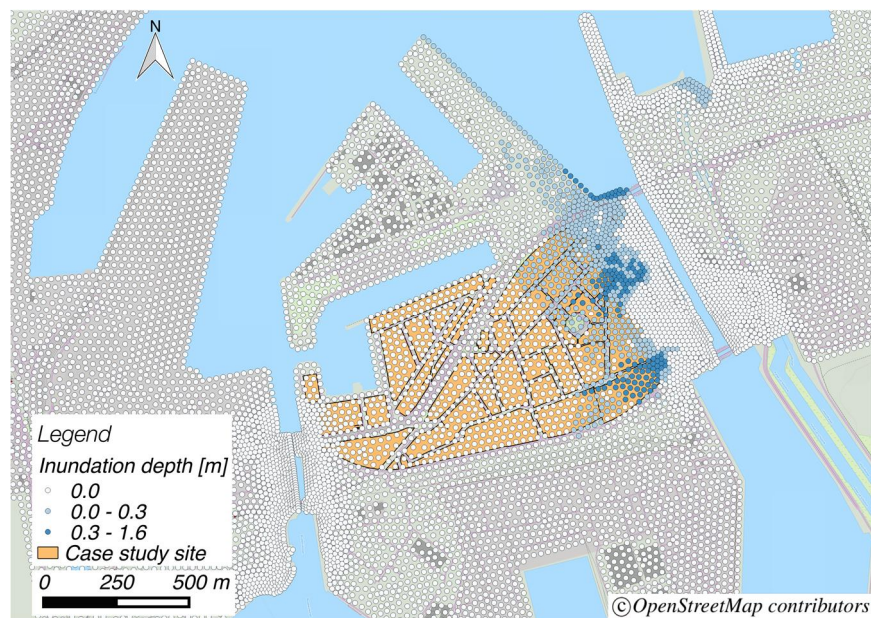 N
Legend
Inundation depth [m]
0.0
0.0 - 0.3
0.3 - 1.6
Case study site
0 250 500 m
©OpenStreetMap contributors